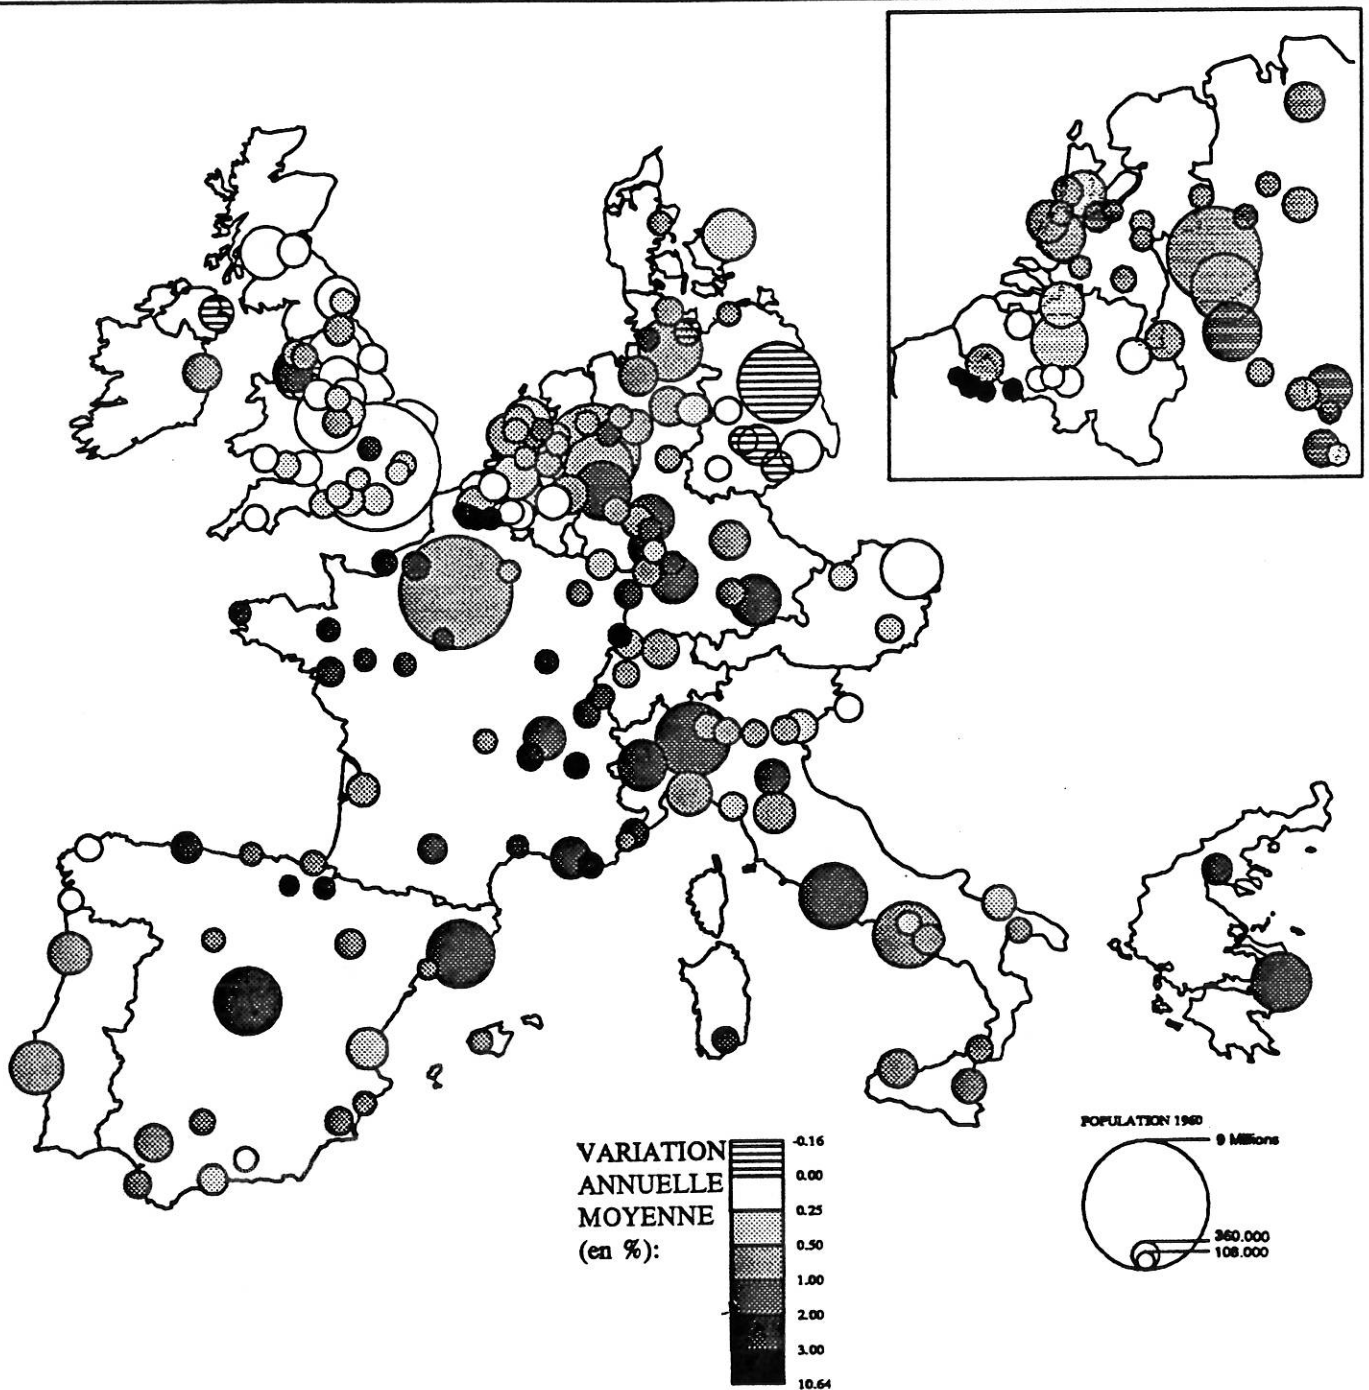 VARIATION
ANNUELLE
MOYENNE
(en %):
-0.16
0.00
0.25
0.50
1.00
2.00
3.00
10.64
POPULATION 1960
9 Millions
360.000
108.000